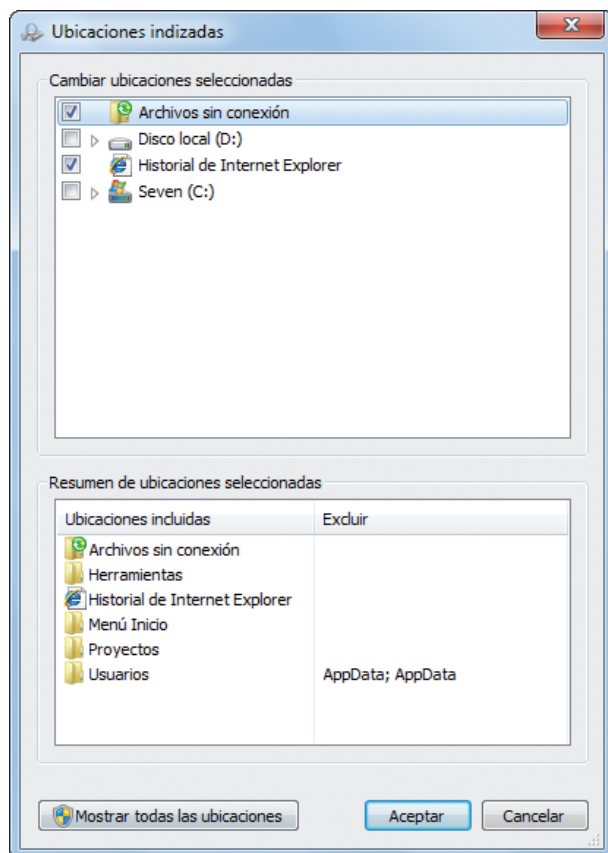 Ubicaciones indizadas
Cambiar ubicaciones seleccionadas
Archivos sin conexión
Disco local (D:)
Historial de Internet Explorer
Seven (C:)
Resumen de ubicaciones seleccionadas
Ubicaciones incluidas Excluir
Archivos sin conexión
Herramientas
Historial de Internet Explorer
Menú Inicio
Proyectos
Usuarios AppData; AppData
Mostrar todas las ubicaciones Aceptar Cancelar